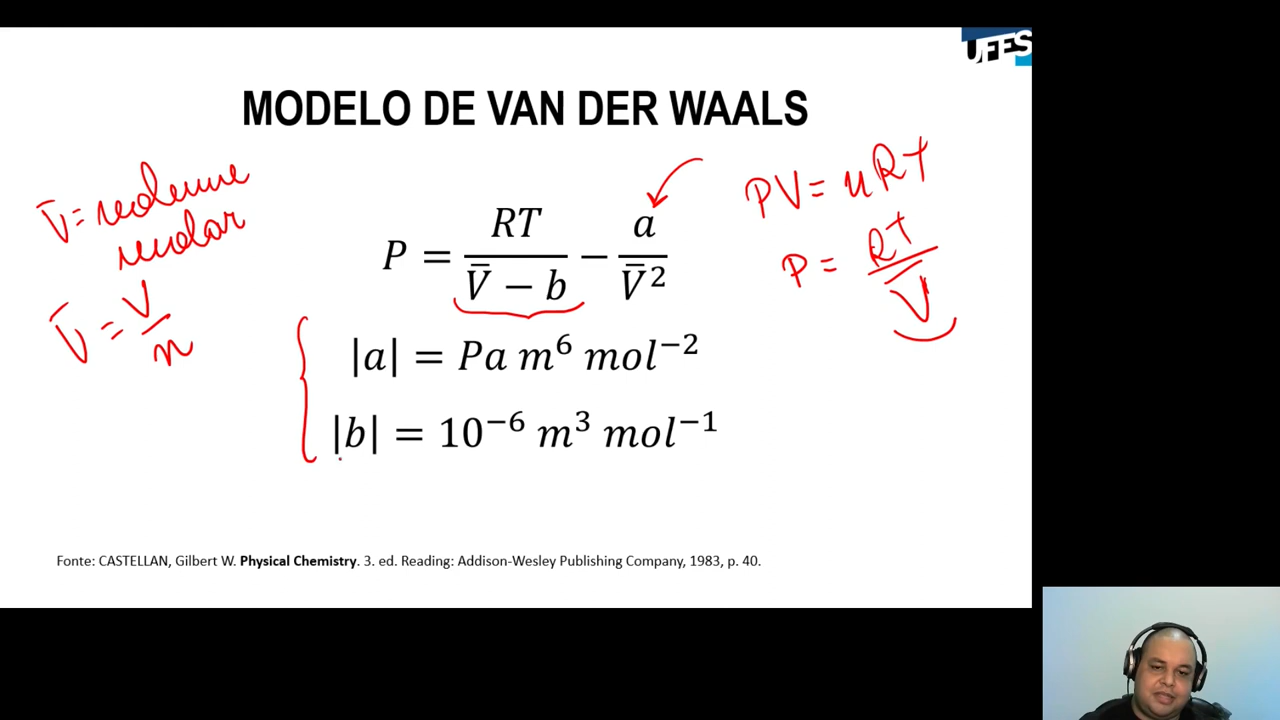 UFES
MODELO DE VAN DER WAALS
V̄ = volume
molar
V̄ = V/n
P = RT/(V̄ − b) − a/V̄²
PV = nRT
P = RT/V̄
|a| = Pa m⁶ mol⁻²
|b| = 10⁻⁶ m³ mol⁻¹
Fonte: CASTELLAN, Gilbert W. Physical Chemistry. 3. ed. Reading: Addison-Wesley Publishing Company, 1983, p. 40.